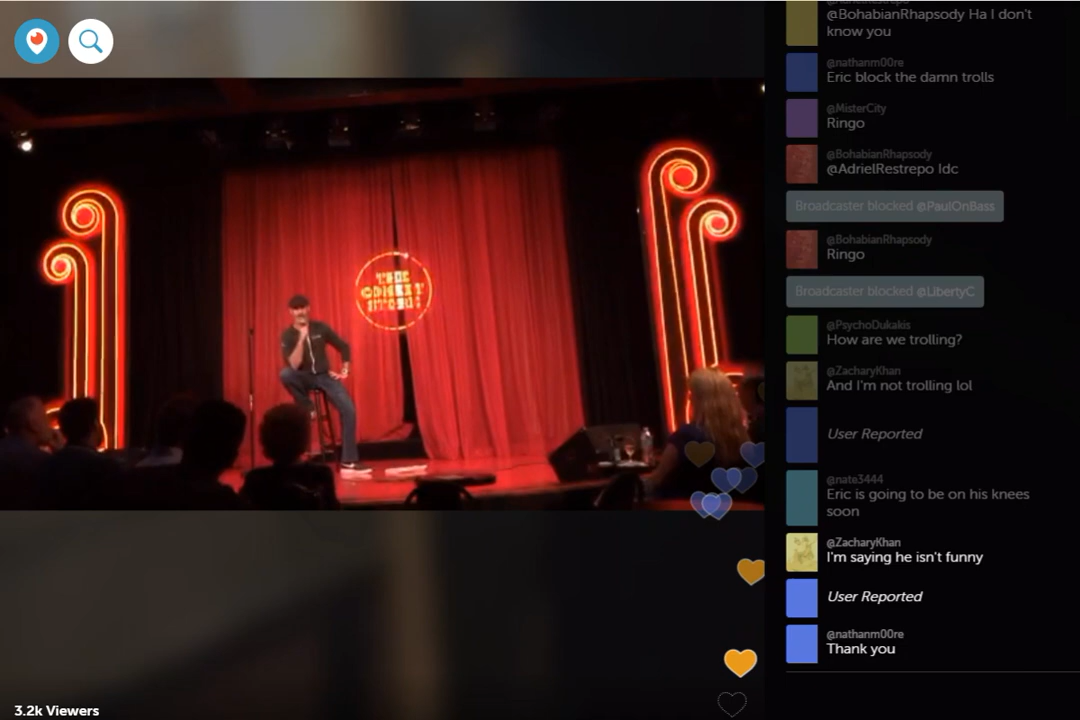 THE
COMEDY
STORE
3.2k Viewers
@BohabianRhapsody Ha I don't
know you
@nathanm00re
Eric block the damn trolls
@MisterCity
Ringo
@BohabianRhapsody
@AdrielRestrepo Idc
Broadcaster blocked @PaulOnBass
@BohabianRhapsody
Ringo
Broadcaster blocked @LibertyC
@PsychoDukakis
How are we trolling?
@ZacharyKhan
And I'm not trolling lol
User Reported
@nate3444
Eric is going to be on his knees
soon
@ZacharyKhan
I'm saying he isn't funny
User Reported
@nathanm00re
Thank you